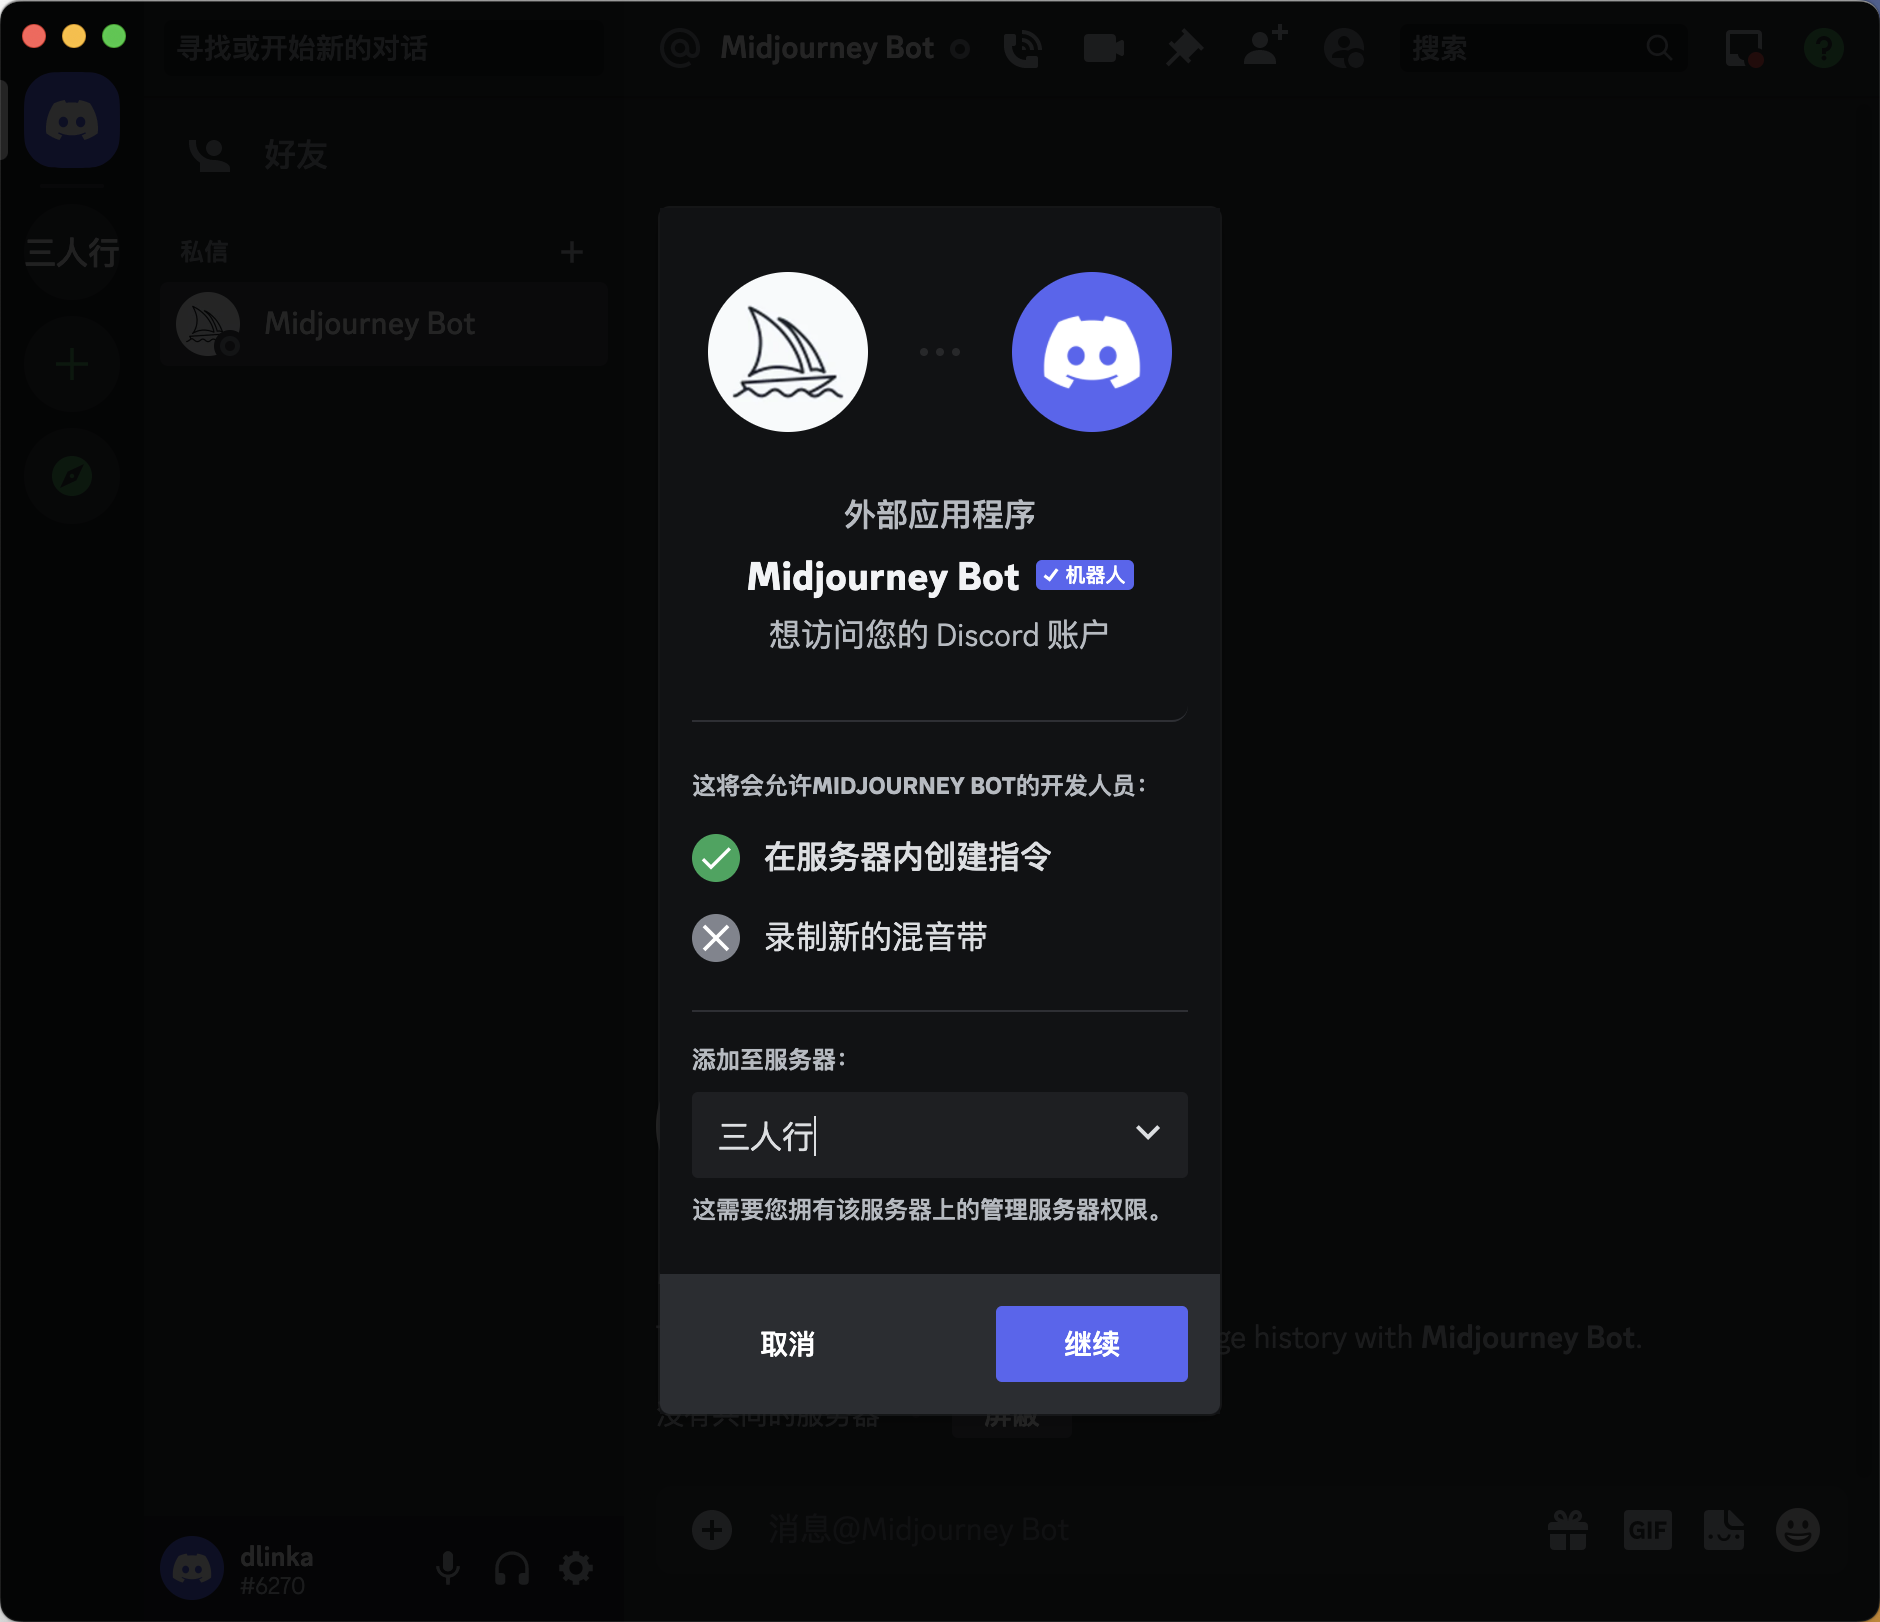 寻找或开始新的对话
Midjourney Bot
搜索
好友
三人行
私信
Midjourney Bot
外部应用程序
Midjourney Bot 机器人
想访问您的 Discord 账户
这将会允许MIDJOURNEY BOT的开发人员：
在服务器内创建指令
录制新的混音带
添加至服务器：
三人行
这需要您拥有该服务器上的管理服务器权限。
取消
继续
ge history with Midjourney Bot.
没有共同的服务器
屏蔽
消息@Midjourney Bot
GIF
dlinka
#6270